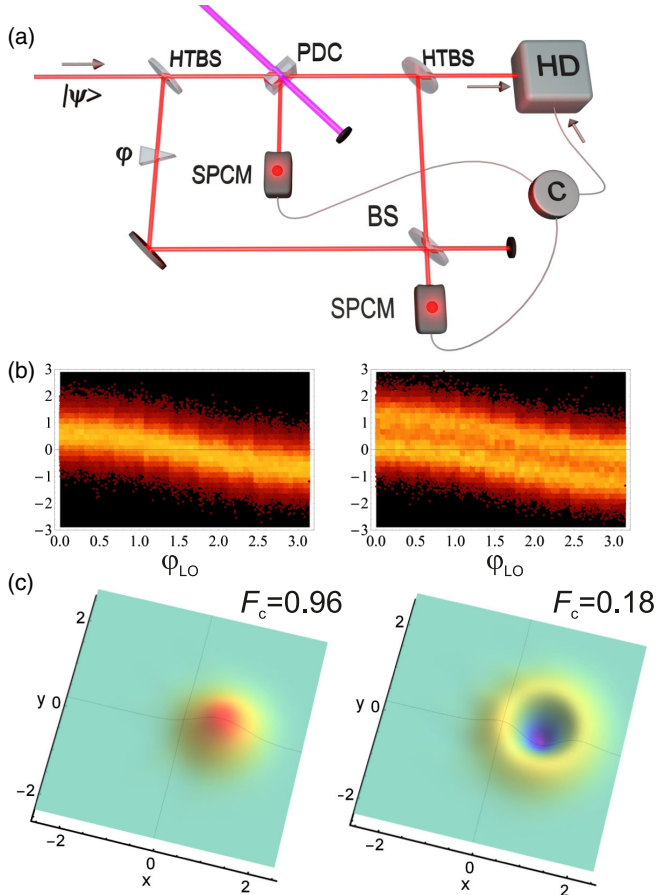 (a)
HTBS
PDC
HTBS
HD
|ψ>
φ
SPCM
C
BS
SPCM
(b)
3
2
1
0
−1
−2
−3
0.0 0.5 1.0 1.5 2.0 2.5 3.0
φLO
3
2
1
0
−1
−2
−3
0.0 0.5 1.0 1.5 2.0 2.5 3.0
φLO
(c)
Fc=0.96
2
y 0
−2
−2 0 2
x
Fc=0.18
2
y 0
−2
−2 0 2
x